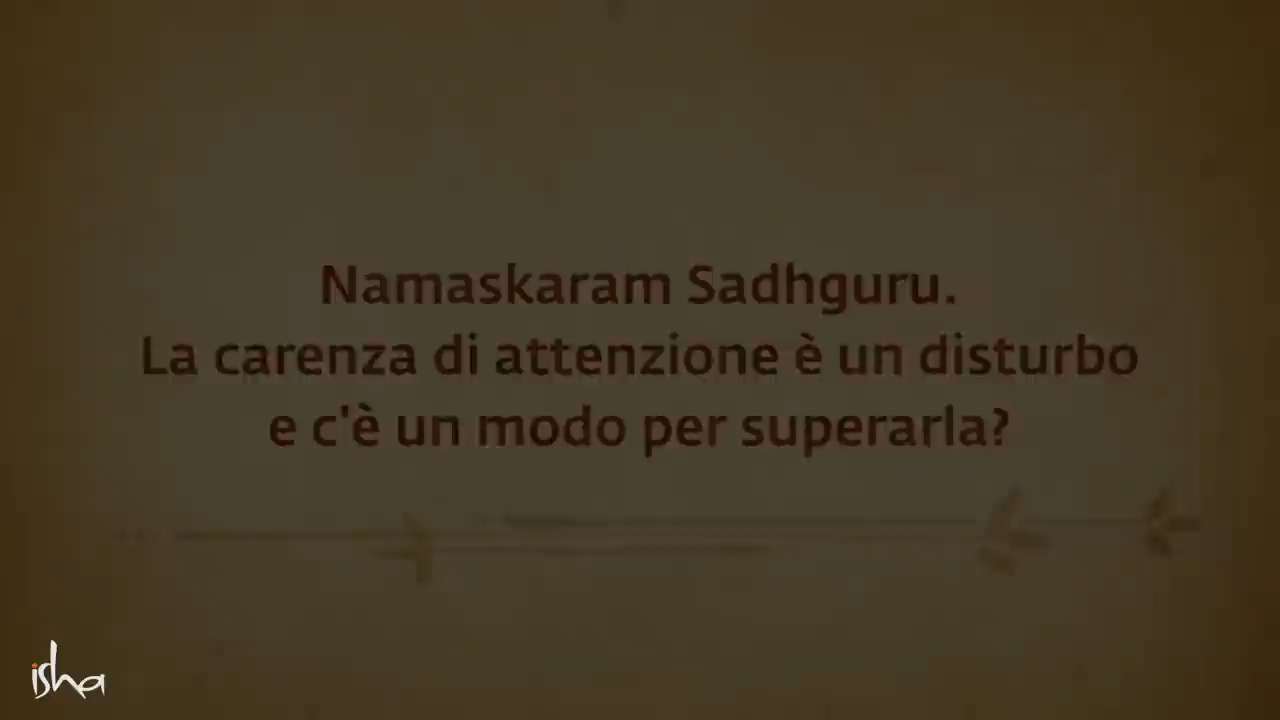 Namaskaram Sadhguru.
La carenza di attenzione è un disturbo
e c'è un modo per superarla?
isha